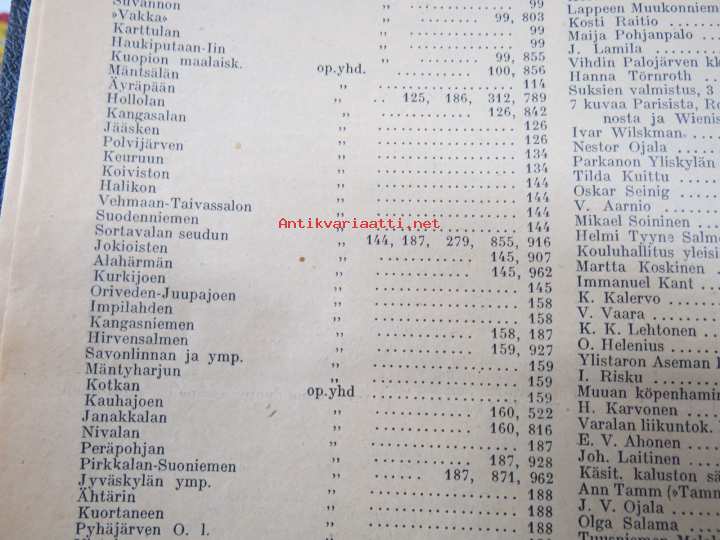 Suvannon „ 99
»Vakka» „ 99, 803
Karttulan „ 99
Haukiputaan-Iin „ 99
Kuopion maalaisk. „ 99, 855
Mäntsälän op.yhd. 100, 856
Äyräpään „ 114
Hollolan „ 125, 186, 312, 789
Kangasalan „ 126, 842
Jääsken „ 126
Polvijärven „ 126
Keuruun „ 134
Koiviston „ 134
Halikon „ 144
Vehmaan-Taivassalon „ 144
Suodenniemen „ 144
Sortavalan seudun „ 144
Jokioisten „ 144, 187, 279, 855, 916
Alahärmän „ 145, 907
Kurkijoen „ 145, 962
Oriveden-Juupajoen „ 145
Impilahden „ 158
Kangasniemen „ 158
Hirvensalmen „ 158, 187
Savonlinnan ja ymp. „ 159, 927
Mäntyharjun „ 159
Kotkan op.yhd 159
Kauhajoen „
Janakkalan „ 160, 522
Nivalan „ 160, 816
Peräpohjan „ 187
Pirkkalan-Suoniemen „ 187, 928
Jyväskylän ymp. „ 187, 871, 962
Ähtärin „ 188
Kuortaneen „ 188
Pyhäjärven O. l. „ 188
Lappeen Muukonniem
Kosti Raitio
Maija Pohjanpalo
J. Lamila
Vihdin Palojärven kk
Hanna Törnroth
Suksien valmistus, 3
7 kuvaa Parisista, Ro
nosta ja Wienis
Ivar Wilskman
Nestor Ojala
Parkanon Yliskylän
Tilda Kuittu
Oskar Seinig
V. Aarnio
Mikael Soininen
Helmi Tyyne Salme
Kouluhallitus yleisi
Martta Koskinen
Immanuel Kant
K. Kalervo
V. Vaara
K. K. Lehtonen
O. Helenius
Ylistaron Aseman k
I. Risku
Muuan köpenhamin
H. Karvonen
Varalan liikuntok.
E. V. Ahonen
Joh. Laitinen
Käsit. kaluston sä
Ann Tamm (»Tamn
J. V. Ojala
Olga Salama
Antikvariaatti.net